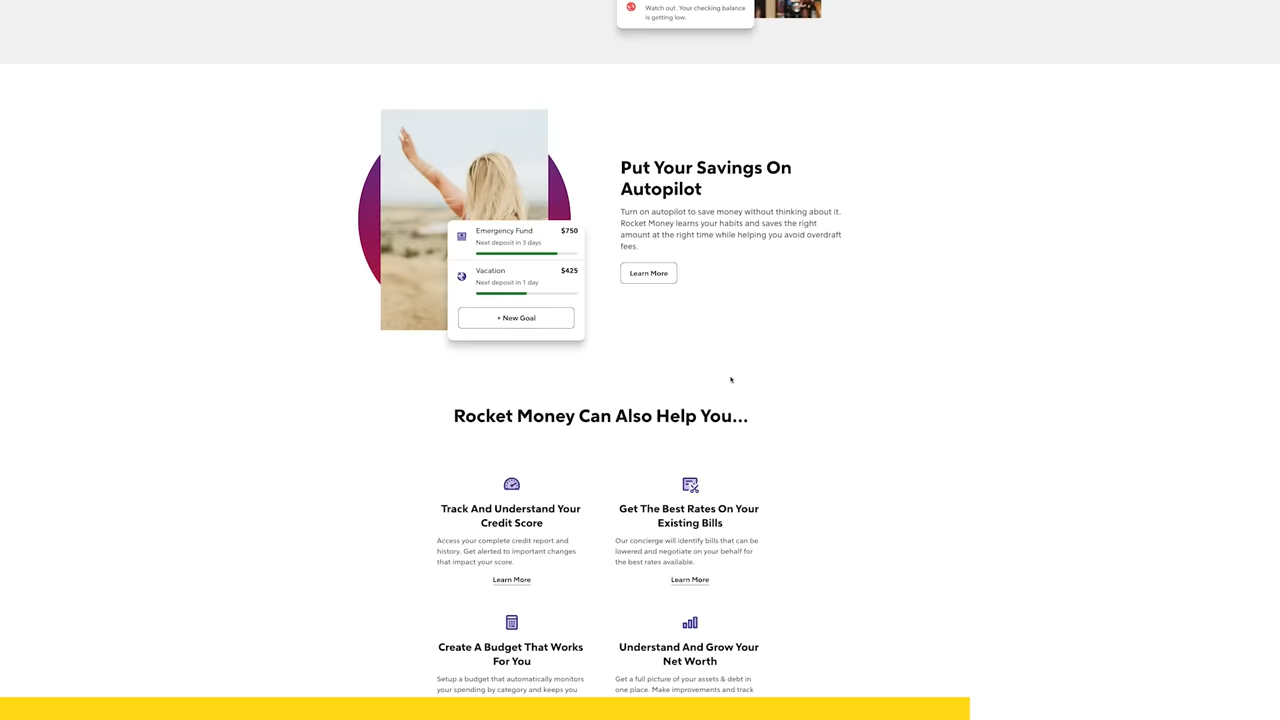 Watch out. Your checking balance
is getting low.
Put Your Savings On
Autopilot
Turn on autopilot to save money without thinking about it.
Rocket Money learns your habits and saves the right
amount at the right time while helping you avoid overdraft
fees.
Learn More
Emergency Fund $750
Next deposit in 3 days
Vacation $425
Next deposit in 1 day
+ New Goal
Rocket Money Can Also Help You...
Track And Understand Your
Credit Score
Access your complete credit report and
history. Get alerted to important changes
that impact your score.
Learn More
Get The Best Rates On Your
Existing Bills
Our concierge will identify bills that can be
lowered and negotiate on your behalf for
the best rates available.
Learn More
Create A Budget That Works
For You
Setup a budget that automatically monitors
your spending by category and keeps you
Understand And Grow Your
Net Worth
Get a full picture of your assets & debt in
one place. Make improvements and track